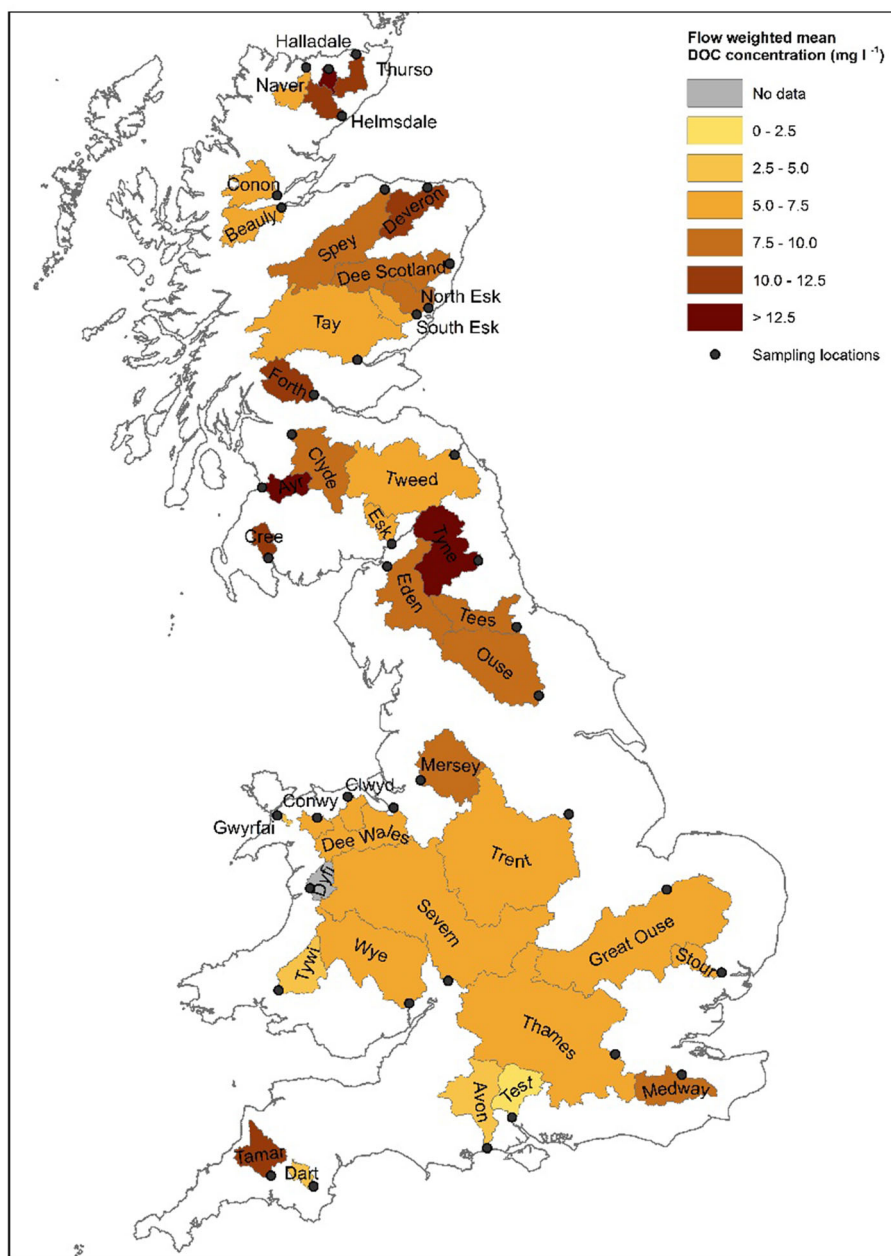 Flow weighted mean
DOC concentration (mg l -1)
No data
0 - 2.5
2.5 - 5.0
5.0 - 7.5
7.5 - 10.0
10.0 - 12.5
> 12.5
Sampling locations
Halladale
Thurso
Naver
Helmsdale
Conon
Beauly
Deveron
Spey
Dee Scotland
North Esk
South Esk
Tay
Forth
Clyde
Ayr
Tweed
Esk
Cree
Tyne
Eden
Tees
Ouse
Mersey
Clwyd
Conwy
Gwyrfai
Dee Wales
Trent
Dyfi
Severn
Great Ouse
Stour
Wye
Tywi
Thames
Test
Avon
Medway
Tamar
Dart